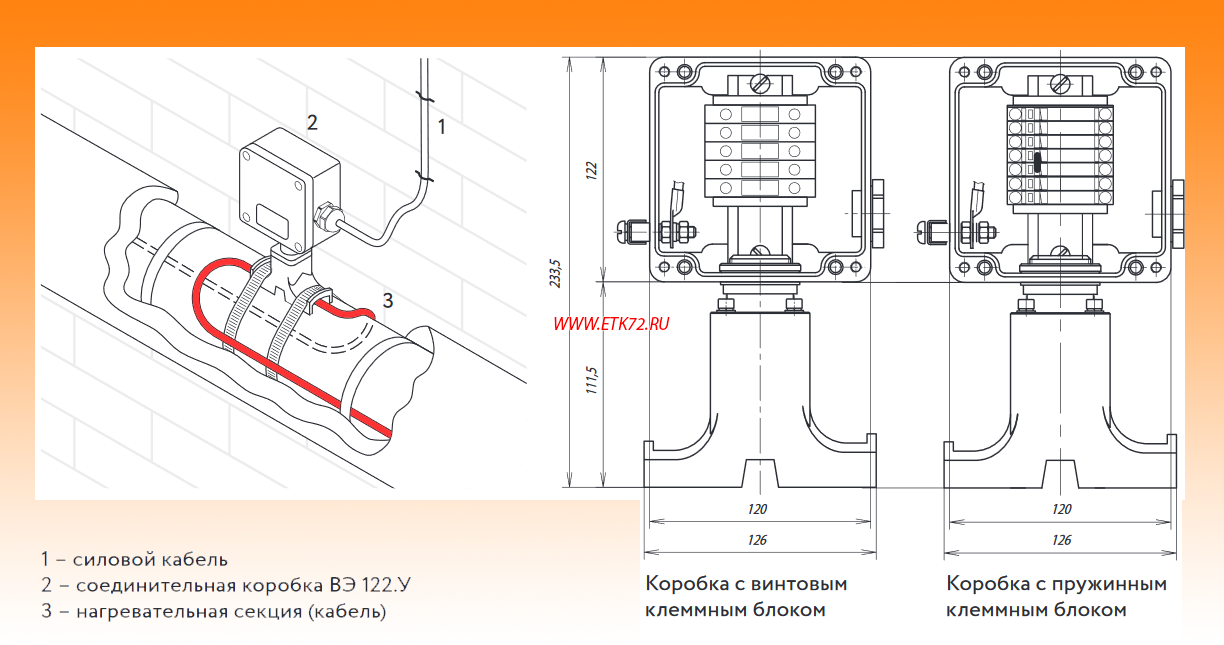 2
1
3
122
233,5
WWW.ETK72.RU
111,5
120
120
126
126
1 – силовой кабель
2 – соединительная коробка ВЭ 122.У
3 – нагревательная секция (кабель)
Коробка с винтовым
клеммным блоком
Коробка с пружинным
клеммным блоком